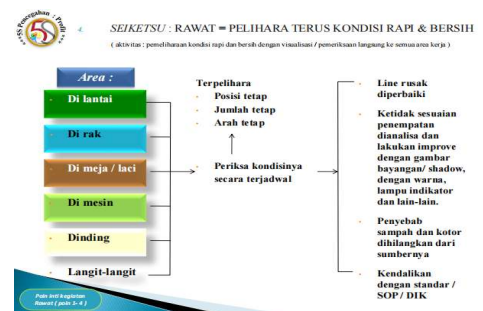 5S Pencegahan : Profit
4.
SEIKETSU : RAWAT = PELIHARA TERUS KONDISI RAPI & BERSIH
( aktivitas : pemeliharaan kondisi rapi dan bersih dengan visualisasi / pemeriksaan langsung ke semua area kerja )
Area :
Di lantai
Di rak
Di meja / laci
Di mesin
Dinding
Langit-langit
Terpelihara
Posisi tetap
Jumlah tetap
Arah tetap
Periksa kondisinya
secara terjadwal
Line rusak
diperbaiki
Ketidak sesuaian
penempatan
dianalisa dan
lakukan improve
dengan gambar
bayangan/ shadow,
dengan warna,
lampu indikator
dan lain-lain.
Penyebab
sampah dan kotor
dihilangkan dari
sumbernya
Kendalikan
dengan standar /
SOP / DIK
Poin inti kegiatan
Rawat ( poin S- 4 )